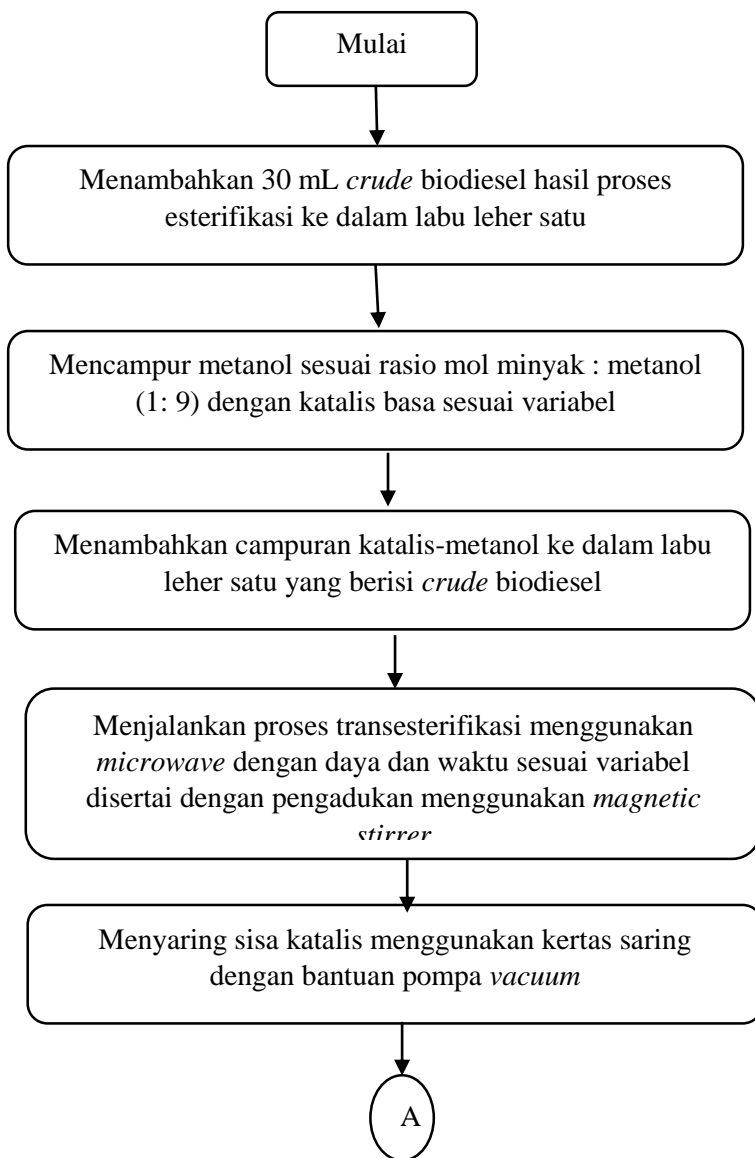 Mulai
Menambahkan 30 mL crude biodiesel hasil proses
esterifikasi ke dalam labu leher satu
Mencampur metanol sesuai rasio mol minyak : metanol
(1: 9) dengan katalis basa sesuai variabel
Menambahkan campuran katalis-metanol ke dalam labu
leher satu yang berisi crude biodiesel
Menjalankan proses transesterifikasi menggunakan
microwave dengan daya dan waktu sesuai variabel
disertai dengan pengadukan menggunakan magnetic
stirrer
Menyaring sisa katalis menggunakan kertas saring
dengan bantuan pompa vacuum
A